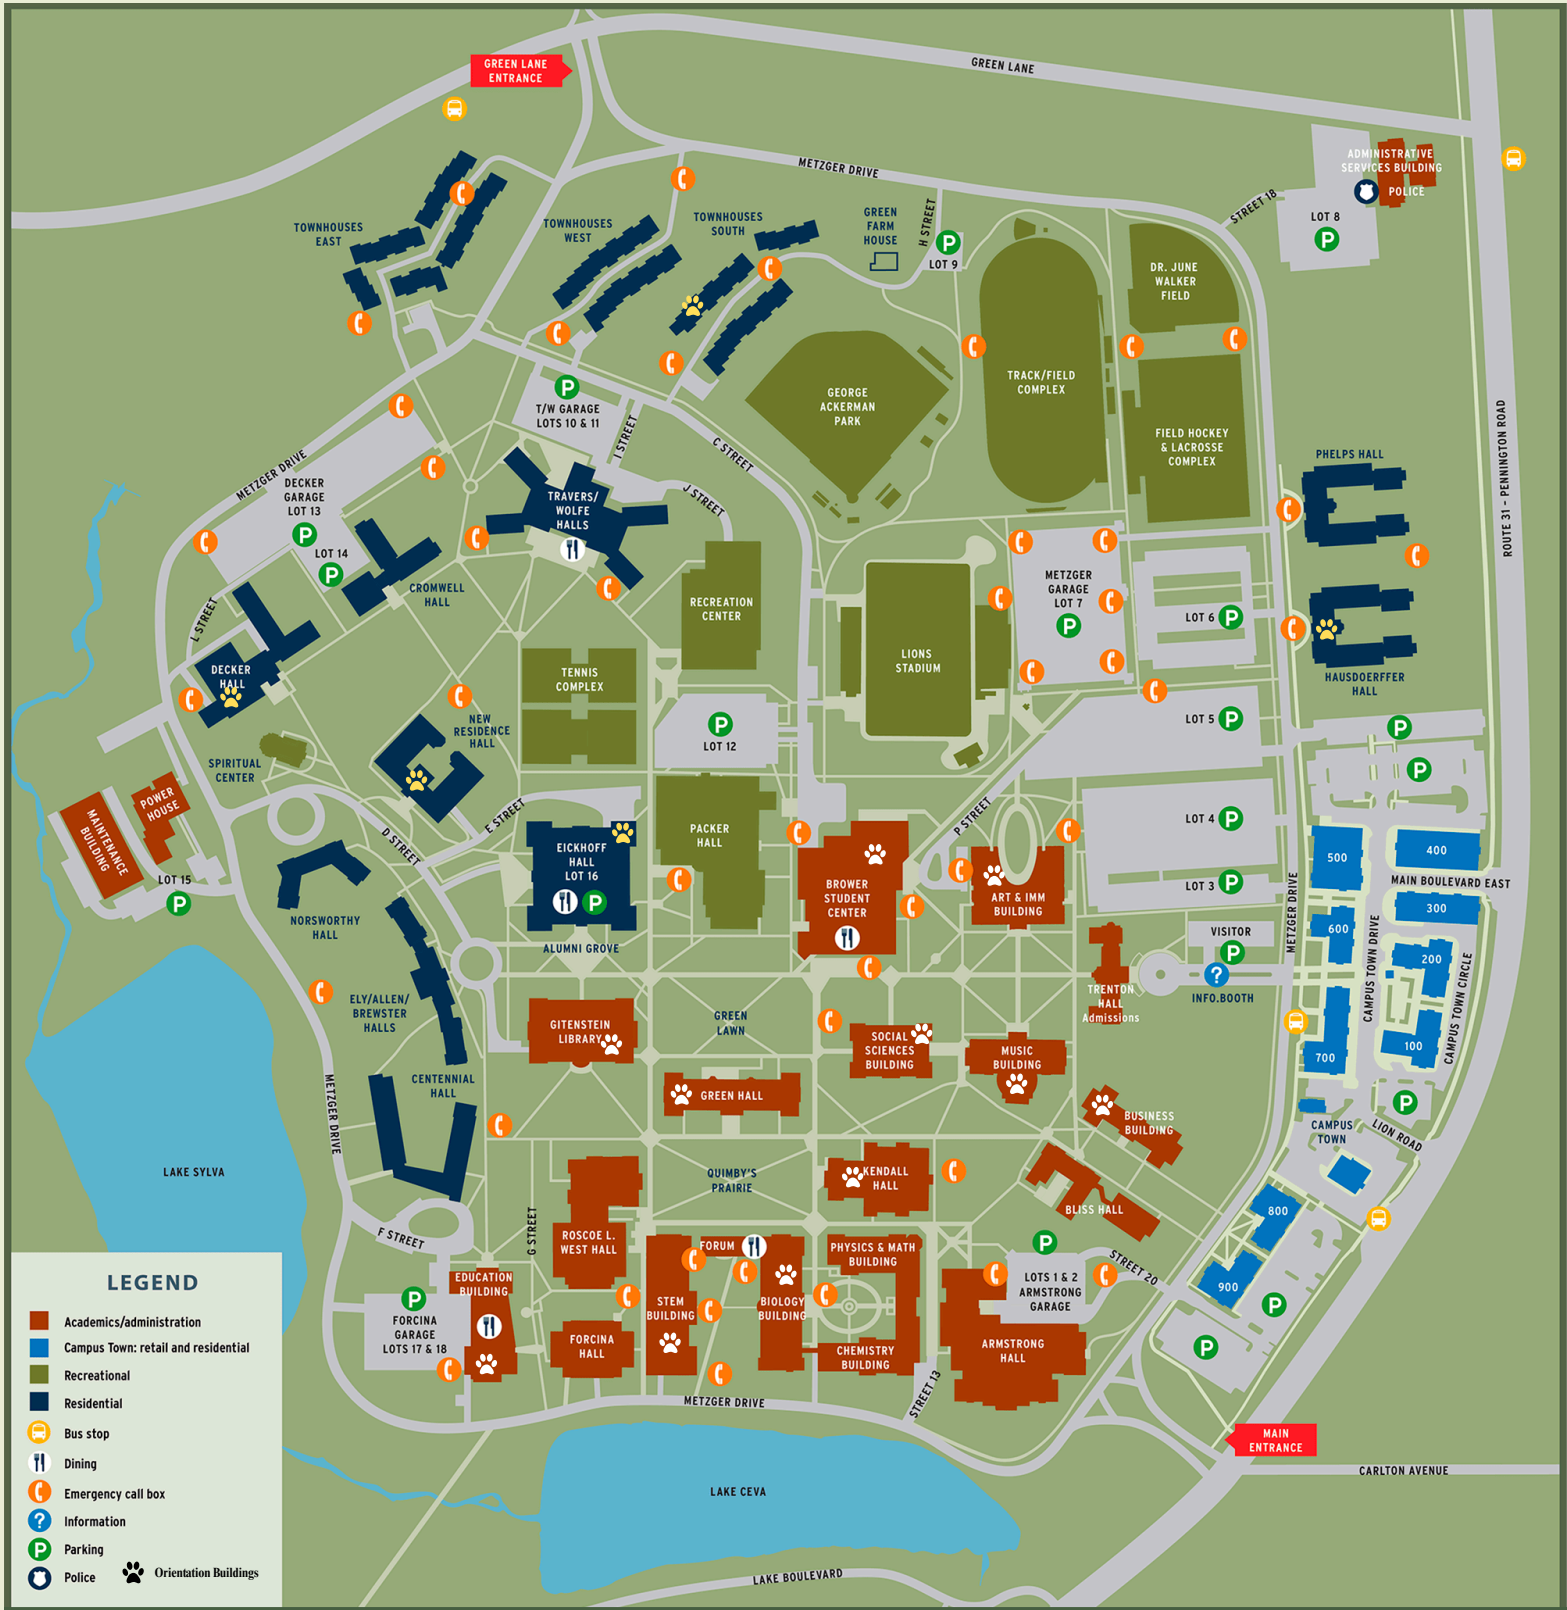 GREEN LANE
ENTRANCE
GREEN LANE
METZGER DRIVE
ADMINISTRATIVE
SERVICES BUILDING
POLICE
STREET 18
LOT 8
P
TOWNHOUSES
EAST
TOWNHOUSES
WEST
TOWNHOUSES
SOUTH
GREEN
FARM
HOUSE
H STREET
P
LOT 9
DR. JUNE
WALKER
FIELD
TRACK/FIELD
COMPLEX
GEORGE
ACKERMAN
PARK
FIELD HOCKEY
& LACROSSE
COMPLEX
P
T/W GARAGE
LOTS 10 & 11
I STREET
C STREET
J STREET
METZGER DRIVE
DECKER
GARAGE
LOT 13
P
LOT 14
P
TRAVERS/
WOLFE
HALLS
CROMWELL
HALL
L STREET
DECKER
HALL
PHELPS HALL
ROUTE 31 - PENNINGTON ROAD
METZGER
GARAGE
LOT 7
P
LOT 6
P
HAUSDOERFFER
HALL
RECREATION
CENTER
LIONS
STADIUM
TENNIS
COMPLEX
NEW
RESIDENCE
HALL
P
LOT 12
LOT 5
P
P
P
SPIRITUAL
CENTER
POWER
HOUSE
MAINTENANCE
BUILDING
LOT 15
P
D STREET
E STREET
EICKHOFF
HALL
LOT 16
P
ALUMNI GROVE
PACKER
HALL
BROWER
STUDENT
CENTER
P STREET
ART & IMM
BUILDING
LOT 4
P
LOT 3
P
500
400
MAIN BOULEVARD EAST
300
600
200
700
100
METZGER DRIVE
CAMPUS TOWN DRIVE
CAMPUS TOWN CIRCLE
VISITOR
P
?
INFO.BOOTH
TRENTON
HALL
Admissions
NORSWORTHY
HALL
ELY/ALLEN/
BREWSTER
HALLS
GITENSTEIN
LIBRARY
GREEN
LAWN
SOCIAL
SCIENCES
BUILDING
MUSIC
BUILDING
CENTENNIAL
HALL
METZGER DRIVE
GREEN HALL
BUSINESS
BUILDING
P
CAMPUS
TOWN
LION ROAD
LAKE SYLVA
QUIMBY'S
PRAIRIE
KENDALL
HALL
BLISS HALL
800
900
P
P
F STREET
G STREET
ROSCOE L.
WEST HALL
FORUM
PHYSICS & MATH
BUILDING
P
LOTS 1 & 2
ARMSTRONG
GARAGE
STREET 20
EDUCATION
BUILDING
P
FORCINA
GARAGE
LOTS 17 & 18
FORCINA
HALL
STEM
BUILDING
BIOLOGY
BUILDING
CHEMISTRY
BUILDING
ARMSTRONG
HALL
STREET 13
METZGER DRIVE
MAIN
ENTRANCE
CARLTON AVENUE
LAKE CEVA
LAKE BOULEVARD
LEGEND
Academics/administration
Campus Town: retail and residential
Recreational
Residential
Bus stop
Dining
Emergency call box
? Information
P Parking
Police
Orientation Buildings